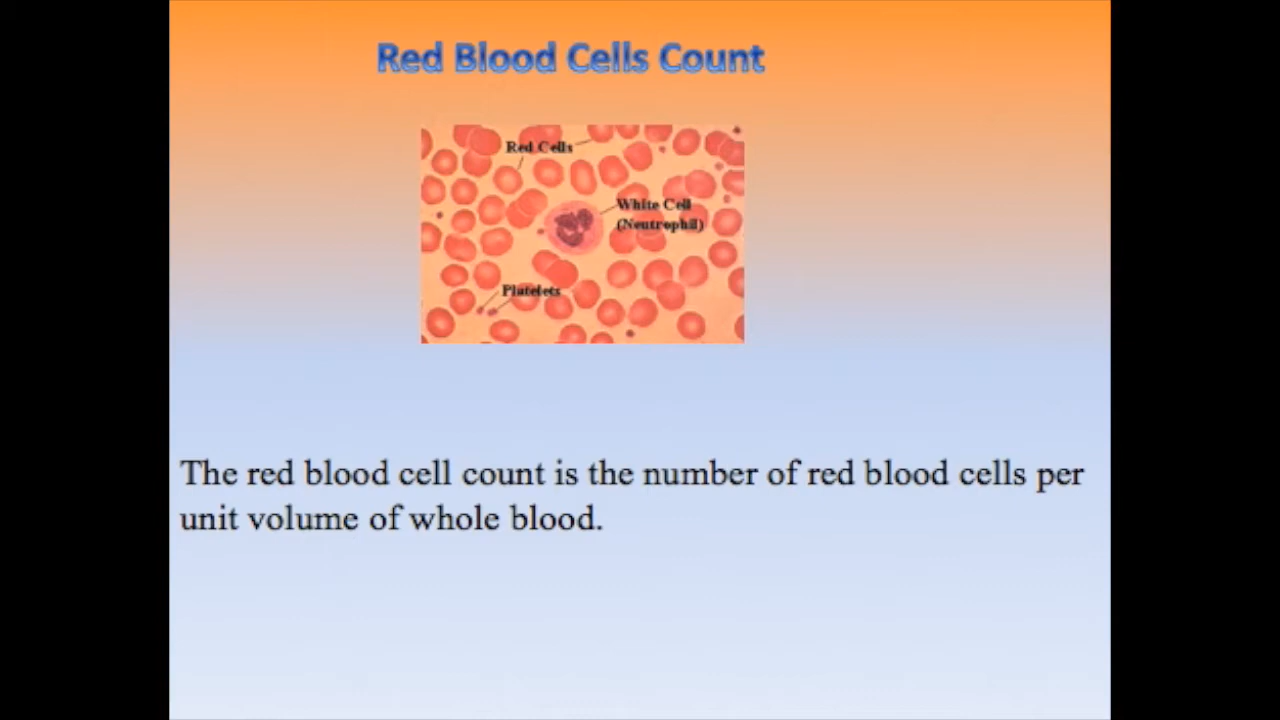 Red Blood Cells Count
Red Cells
White Cell
(Neutrophil)
Platelets
The red blood cell count is the number of red blood cells per
unit volume of whole blood.